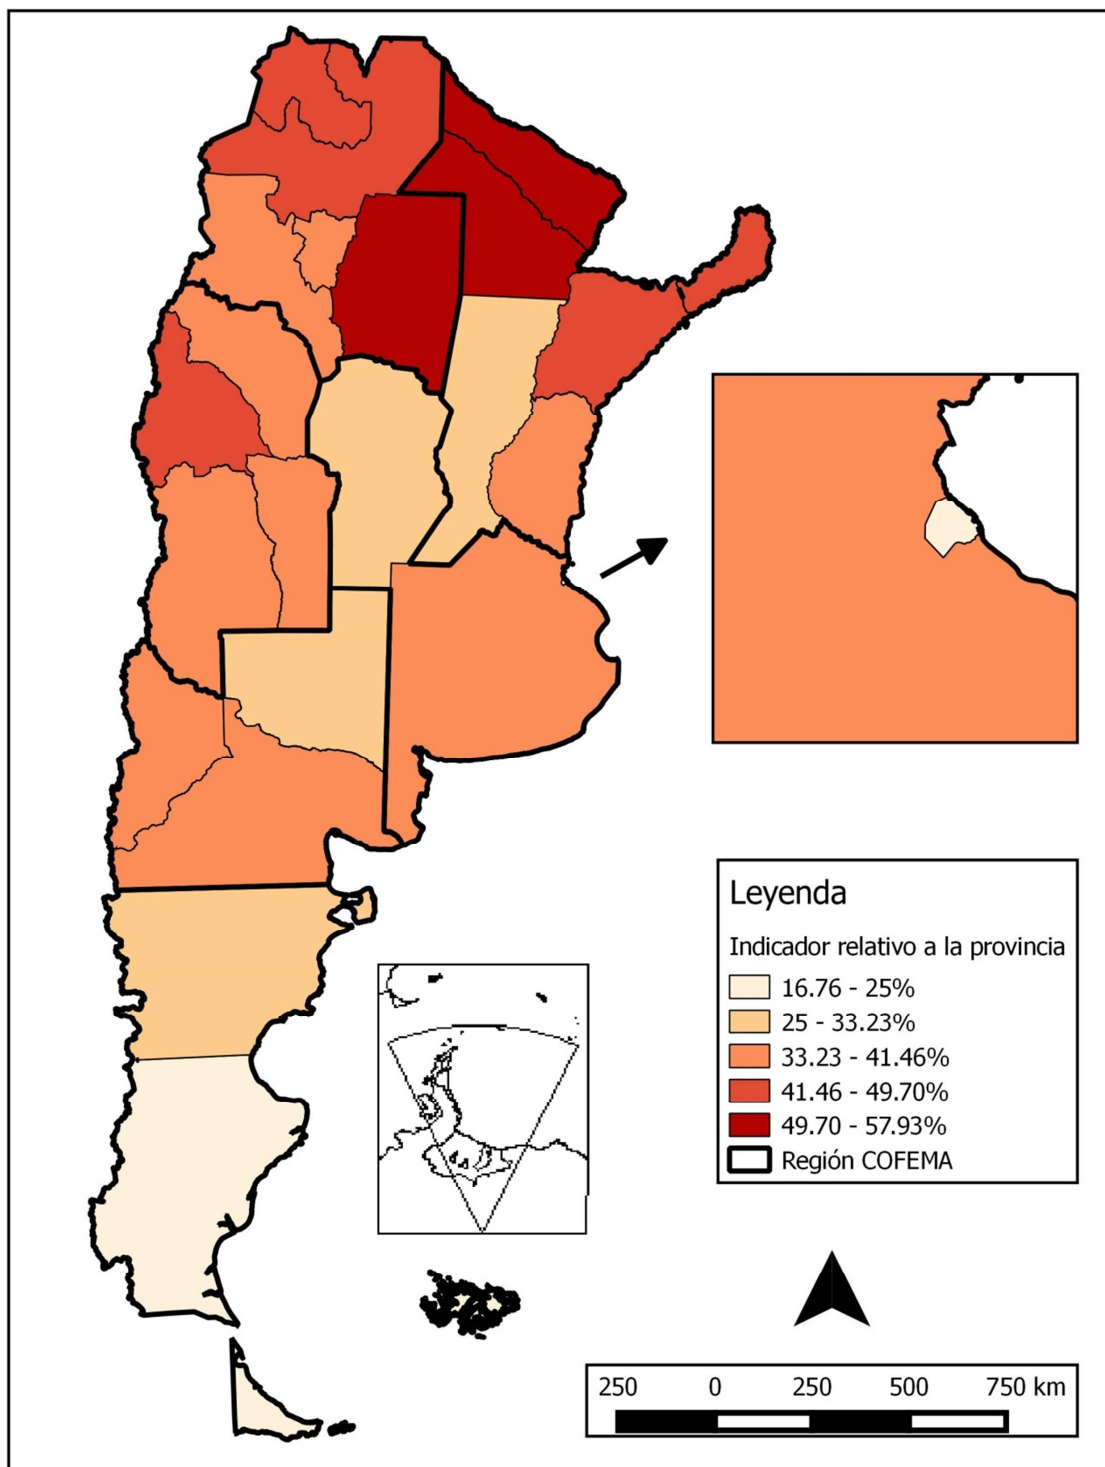 Leyenda
Indicador relativo a la provincia
16.76 - 25%
25 - 33.23%
33.23 - 41.46%
41.46 - 49.70%
49.70 - 57.93%
Región COFEMA
250 0 250 500 750 km